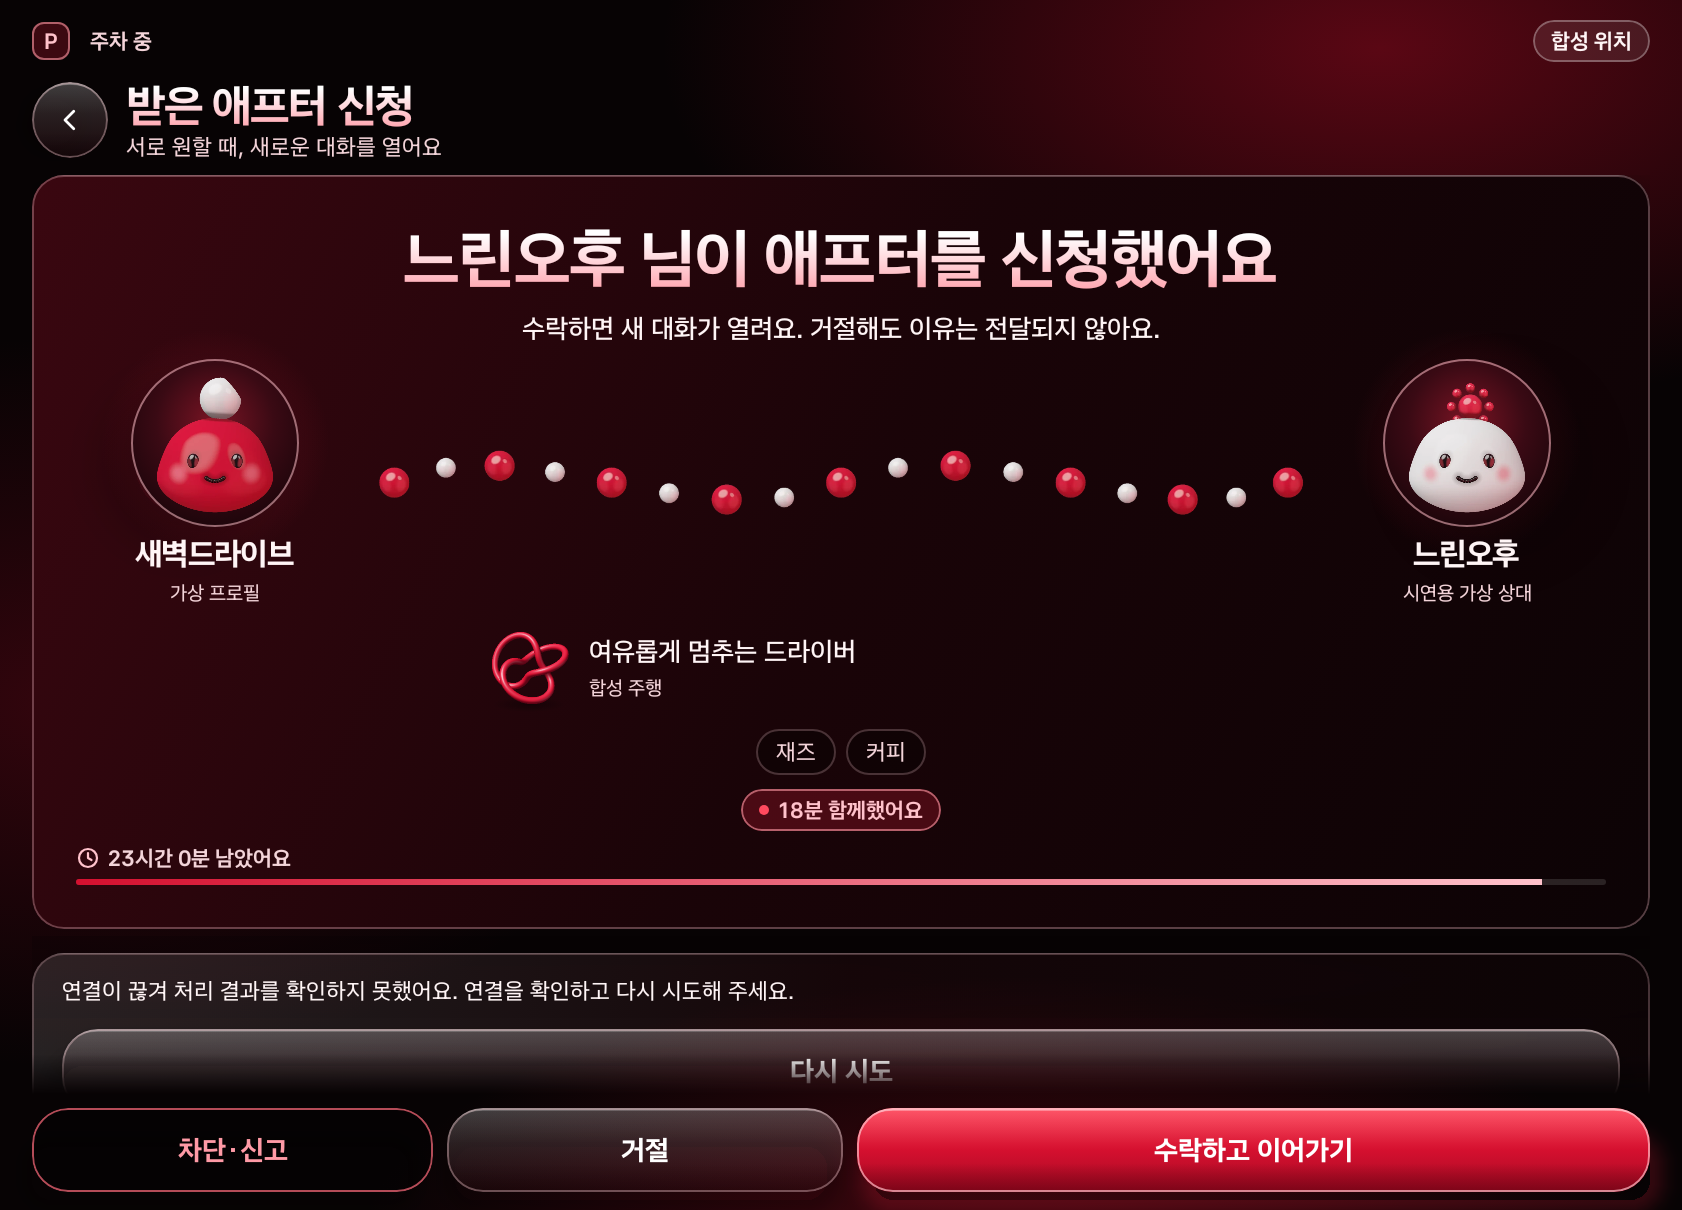 P 주차 중
합성 위치
받은 애프터 신청
서로 원할 때, 새로운 대화를 열어요
느린오후 님이 애프터를 신청했어요
수락하면 새 대화가 열려요. 거절해도 이유는 전달되지 않아요.
새벽드라이브
가상 프로필
느린오후
시연용 가상 상대
여유롭게 멈추는 드라이버
합성 주행
재즈
커피
18분 함께했어요
23시간 0분 남았어요
연결이 끊겨 처리 결과를 확인하지 못했어요. 연결을 확인하고 다시 시도해 주세요.
다시 시도
차단·신고
거절
수락하고 이어가기